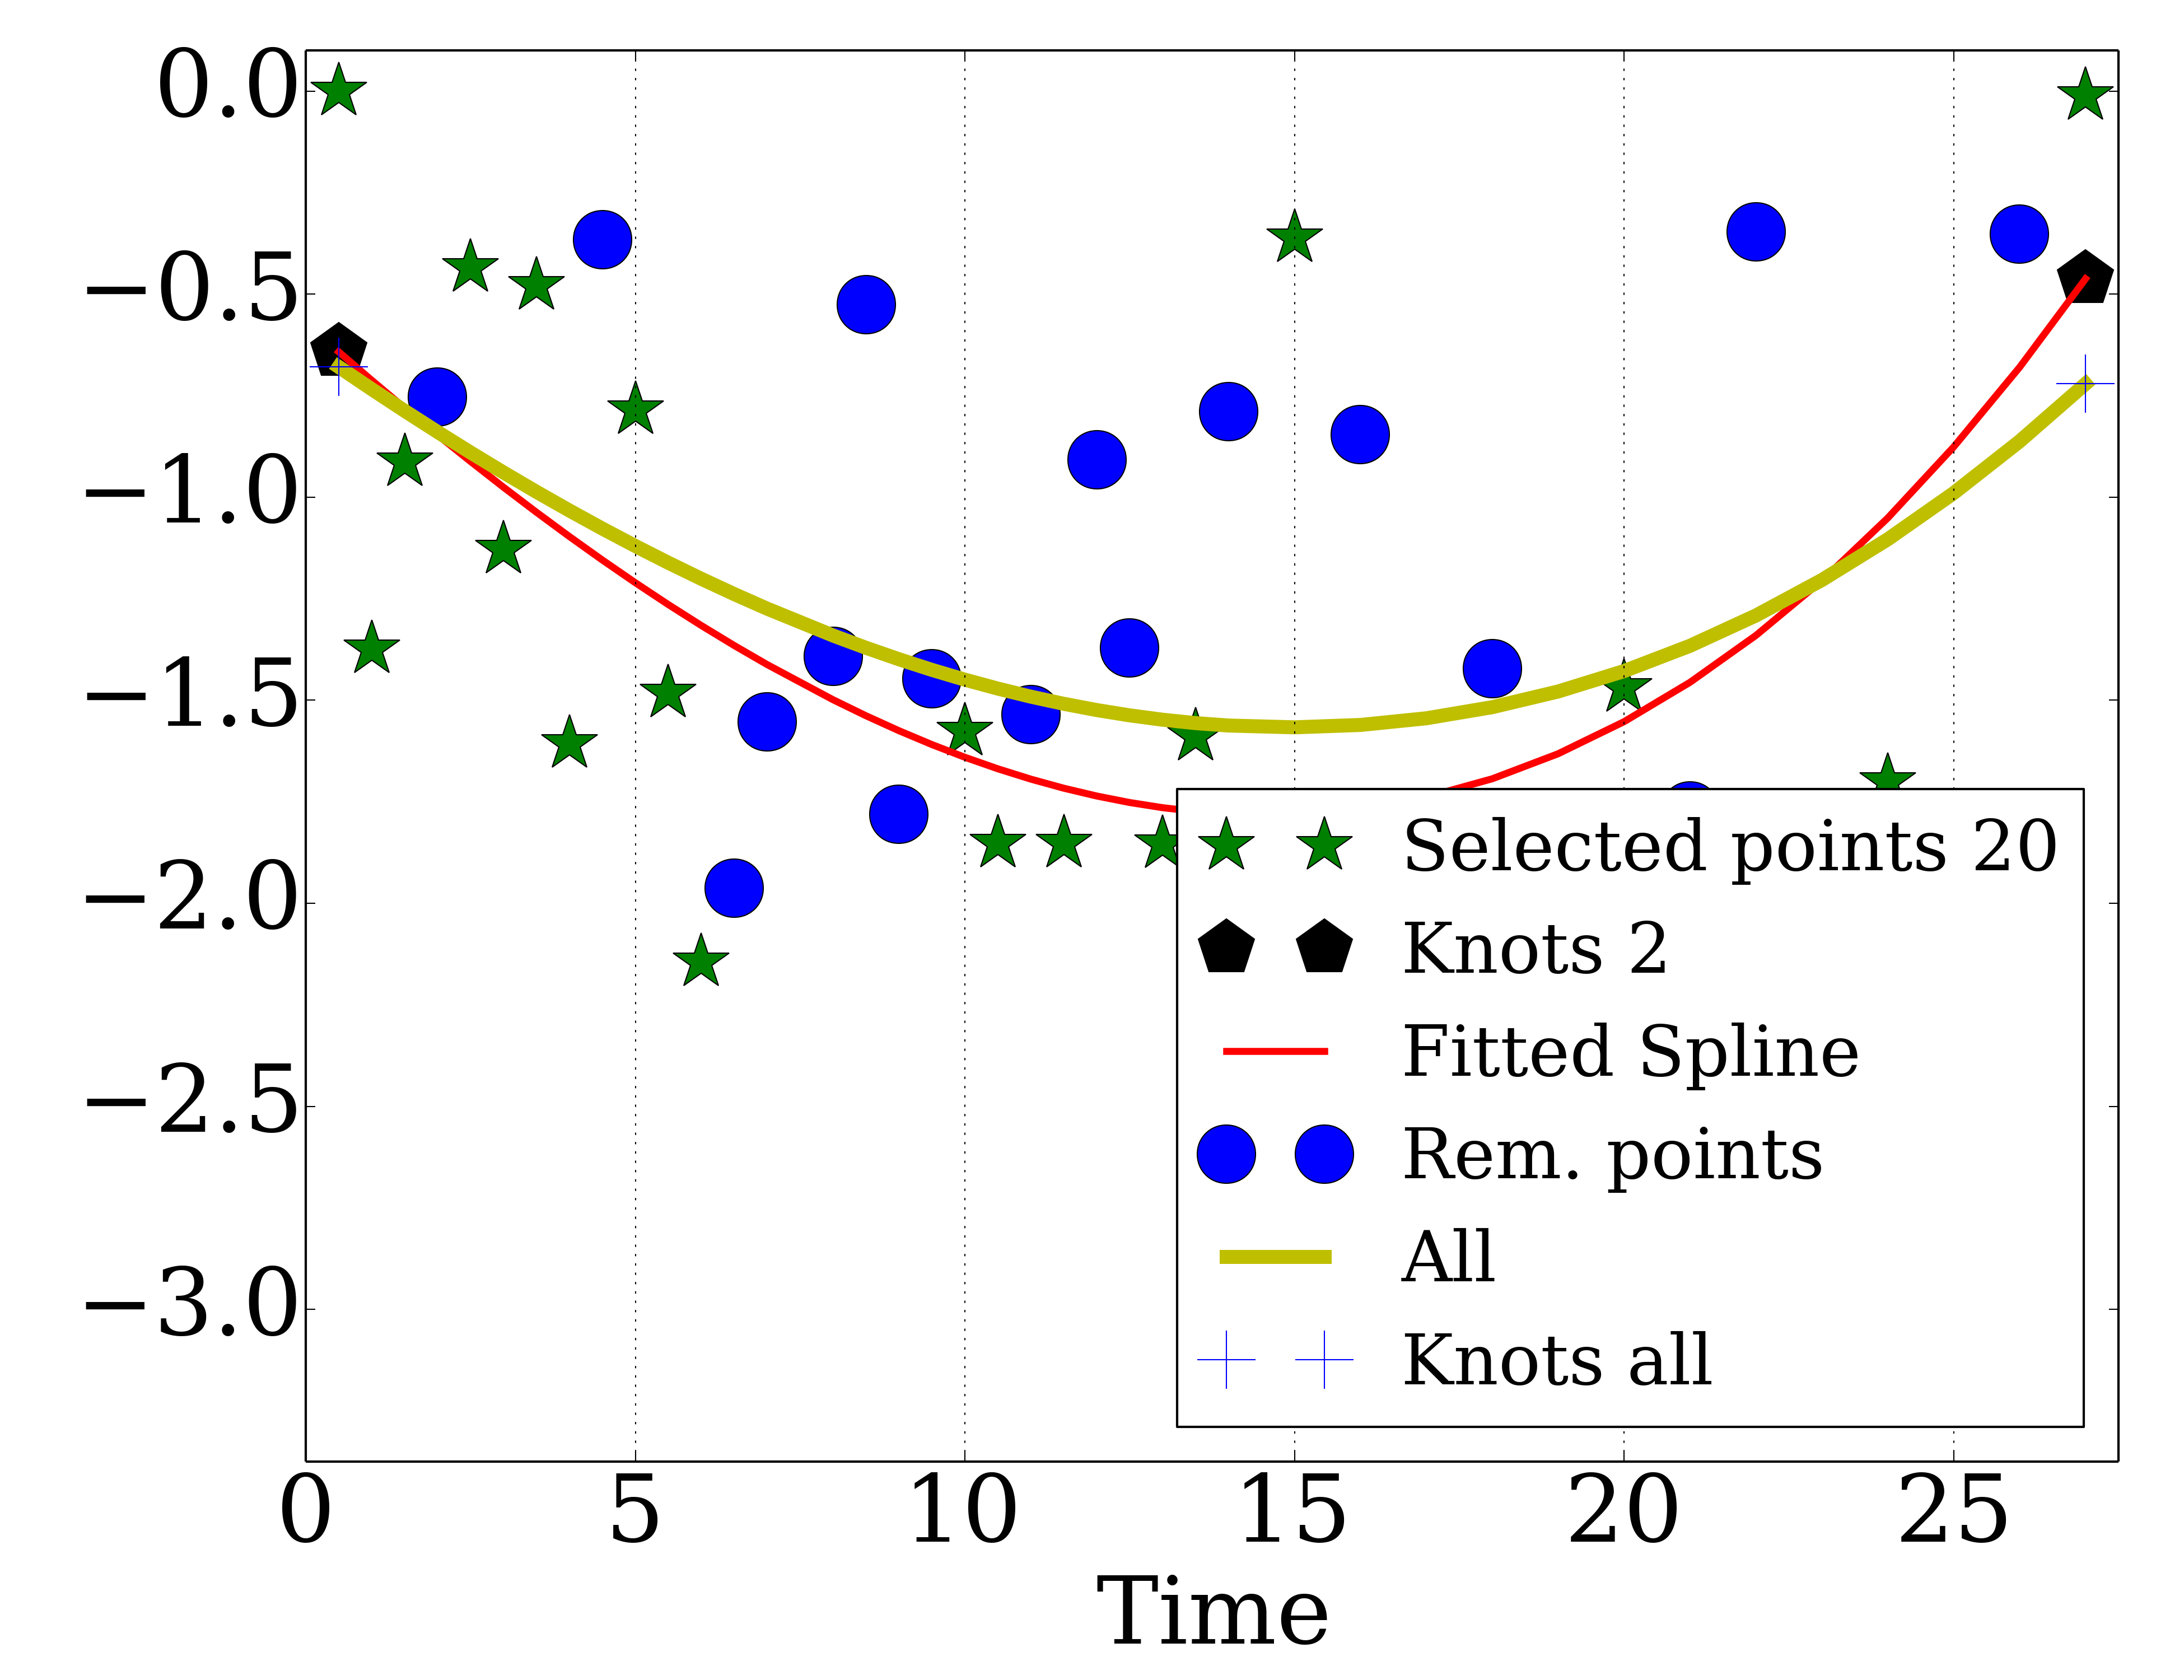 0.0
−0.5
−1.0
−1.5
−2.0
−2.5
−3.0
Selected points 20
Knots 2
Fitted Spline
Rem. points
All
Knots all
0 5 10 15 20 25
Time